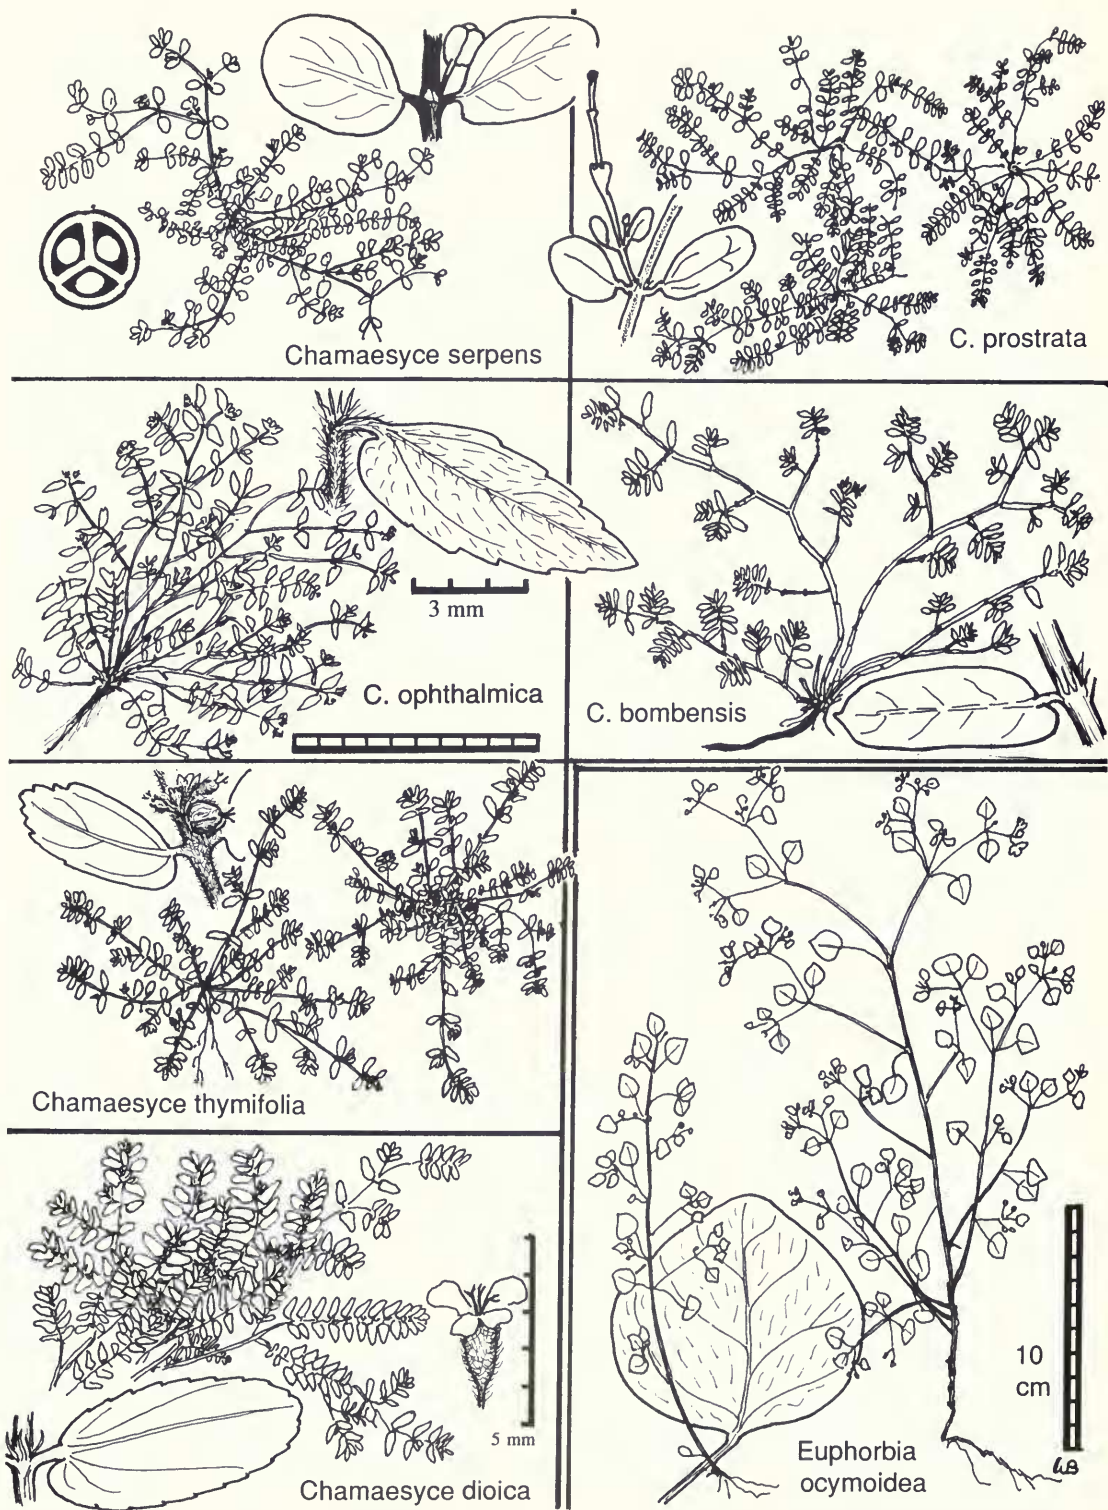 Chamaesyce serpens
C. prostrata
3 mm
C. ophthalmica
C. bombensis
Chamaesyce thymifolia
5 mm
Chamaesyce dioica
10
cm
Euphorbia
ocymoidea